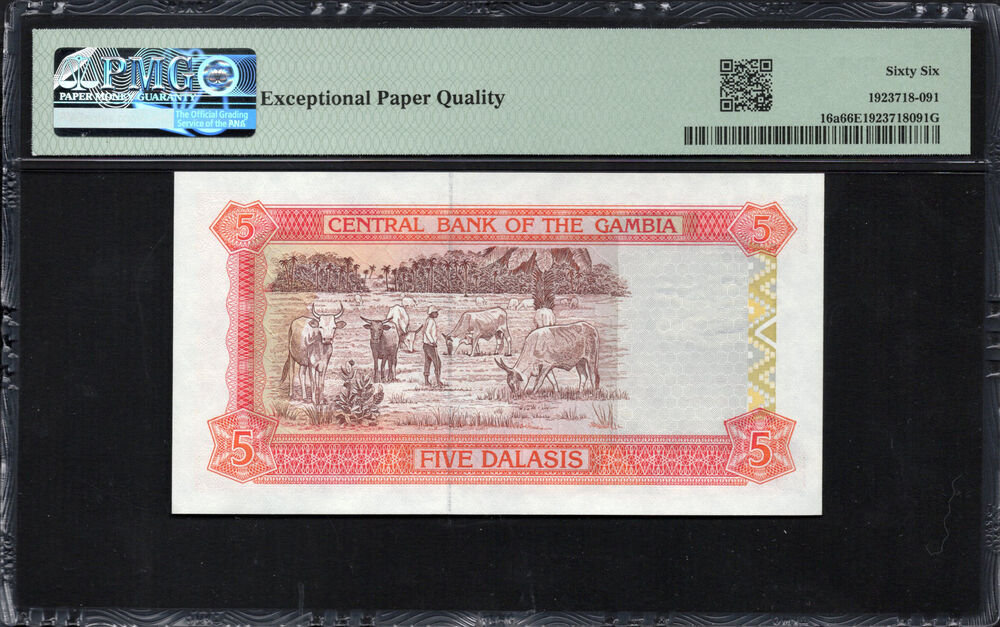 PMG
PAPER MONEY GUARANTY
The Official Grading
Service of the ANA
Exceptional Paper Quality
Sixty Six
1923718-091
16a66E1923718091G
5 CENTRAL BANK OF THE GAMBIA 5
5 FIVE DALASIS 5